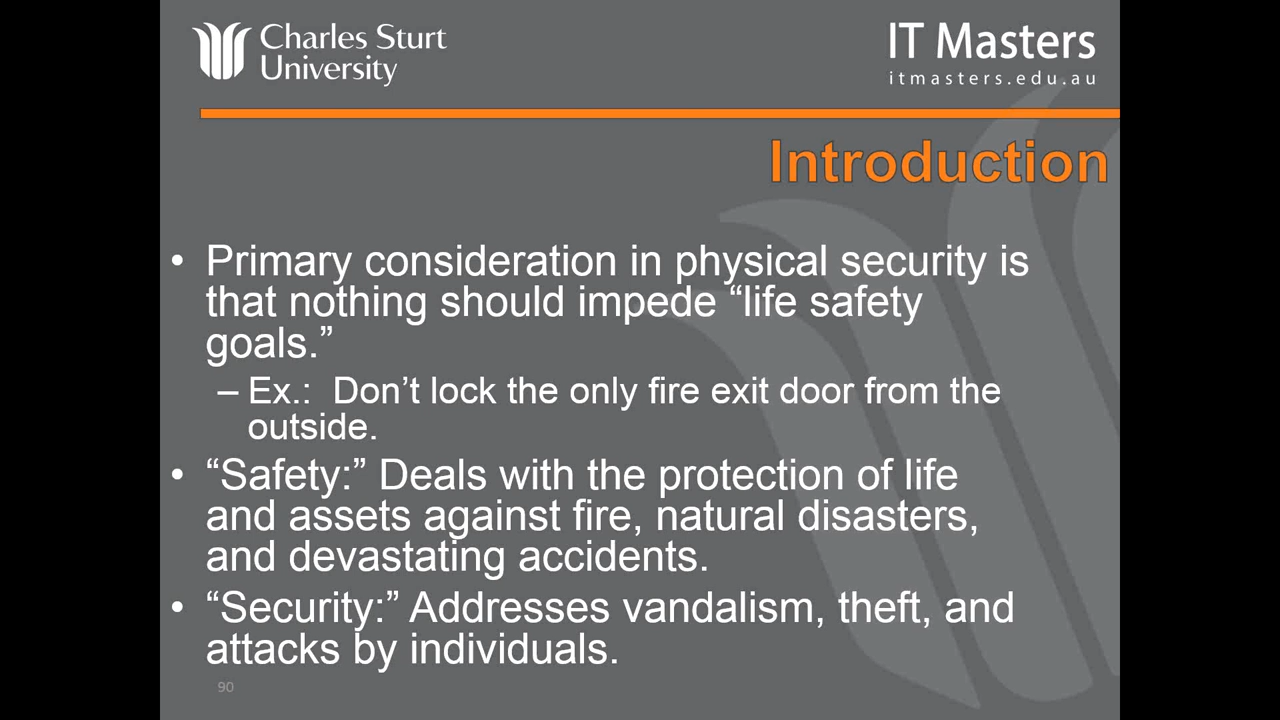 Charles Sturt
University
IT Masters
itmasters.edu.au
Introduction
• Primary consideration in physical security is
that nothing should impede “life safety
goals.”
– Ex.:  Don’t lock the only fire exit door from the
outside.
• “Safety:” Deals with the protection of life
and assets against fire, natural disasters,
and devastating accidents.
• “Security:” Addresses vandalism, theft, and
attacks by individuals.
90